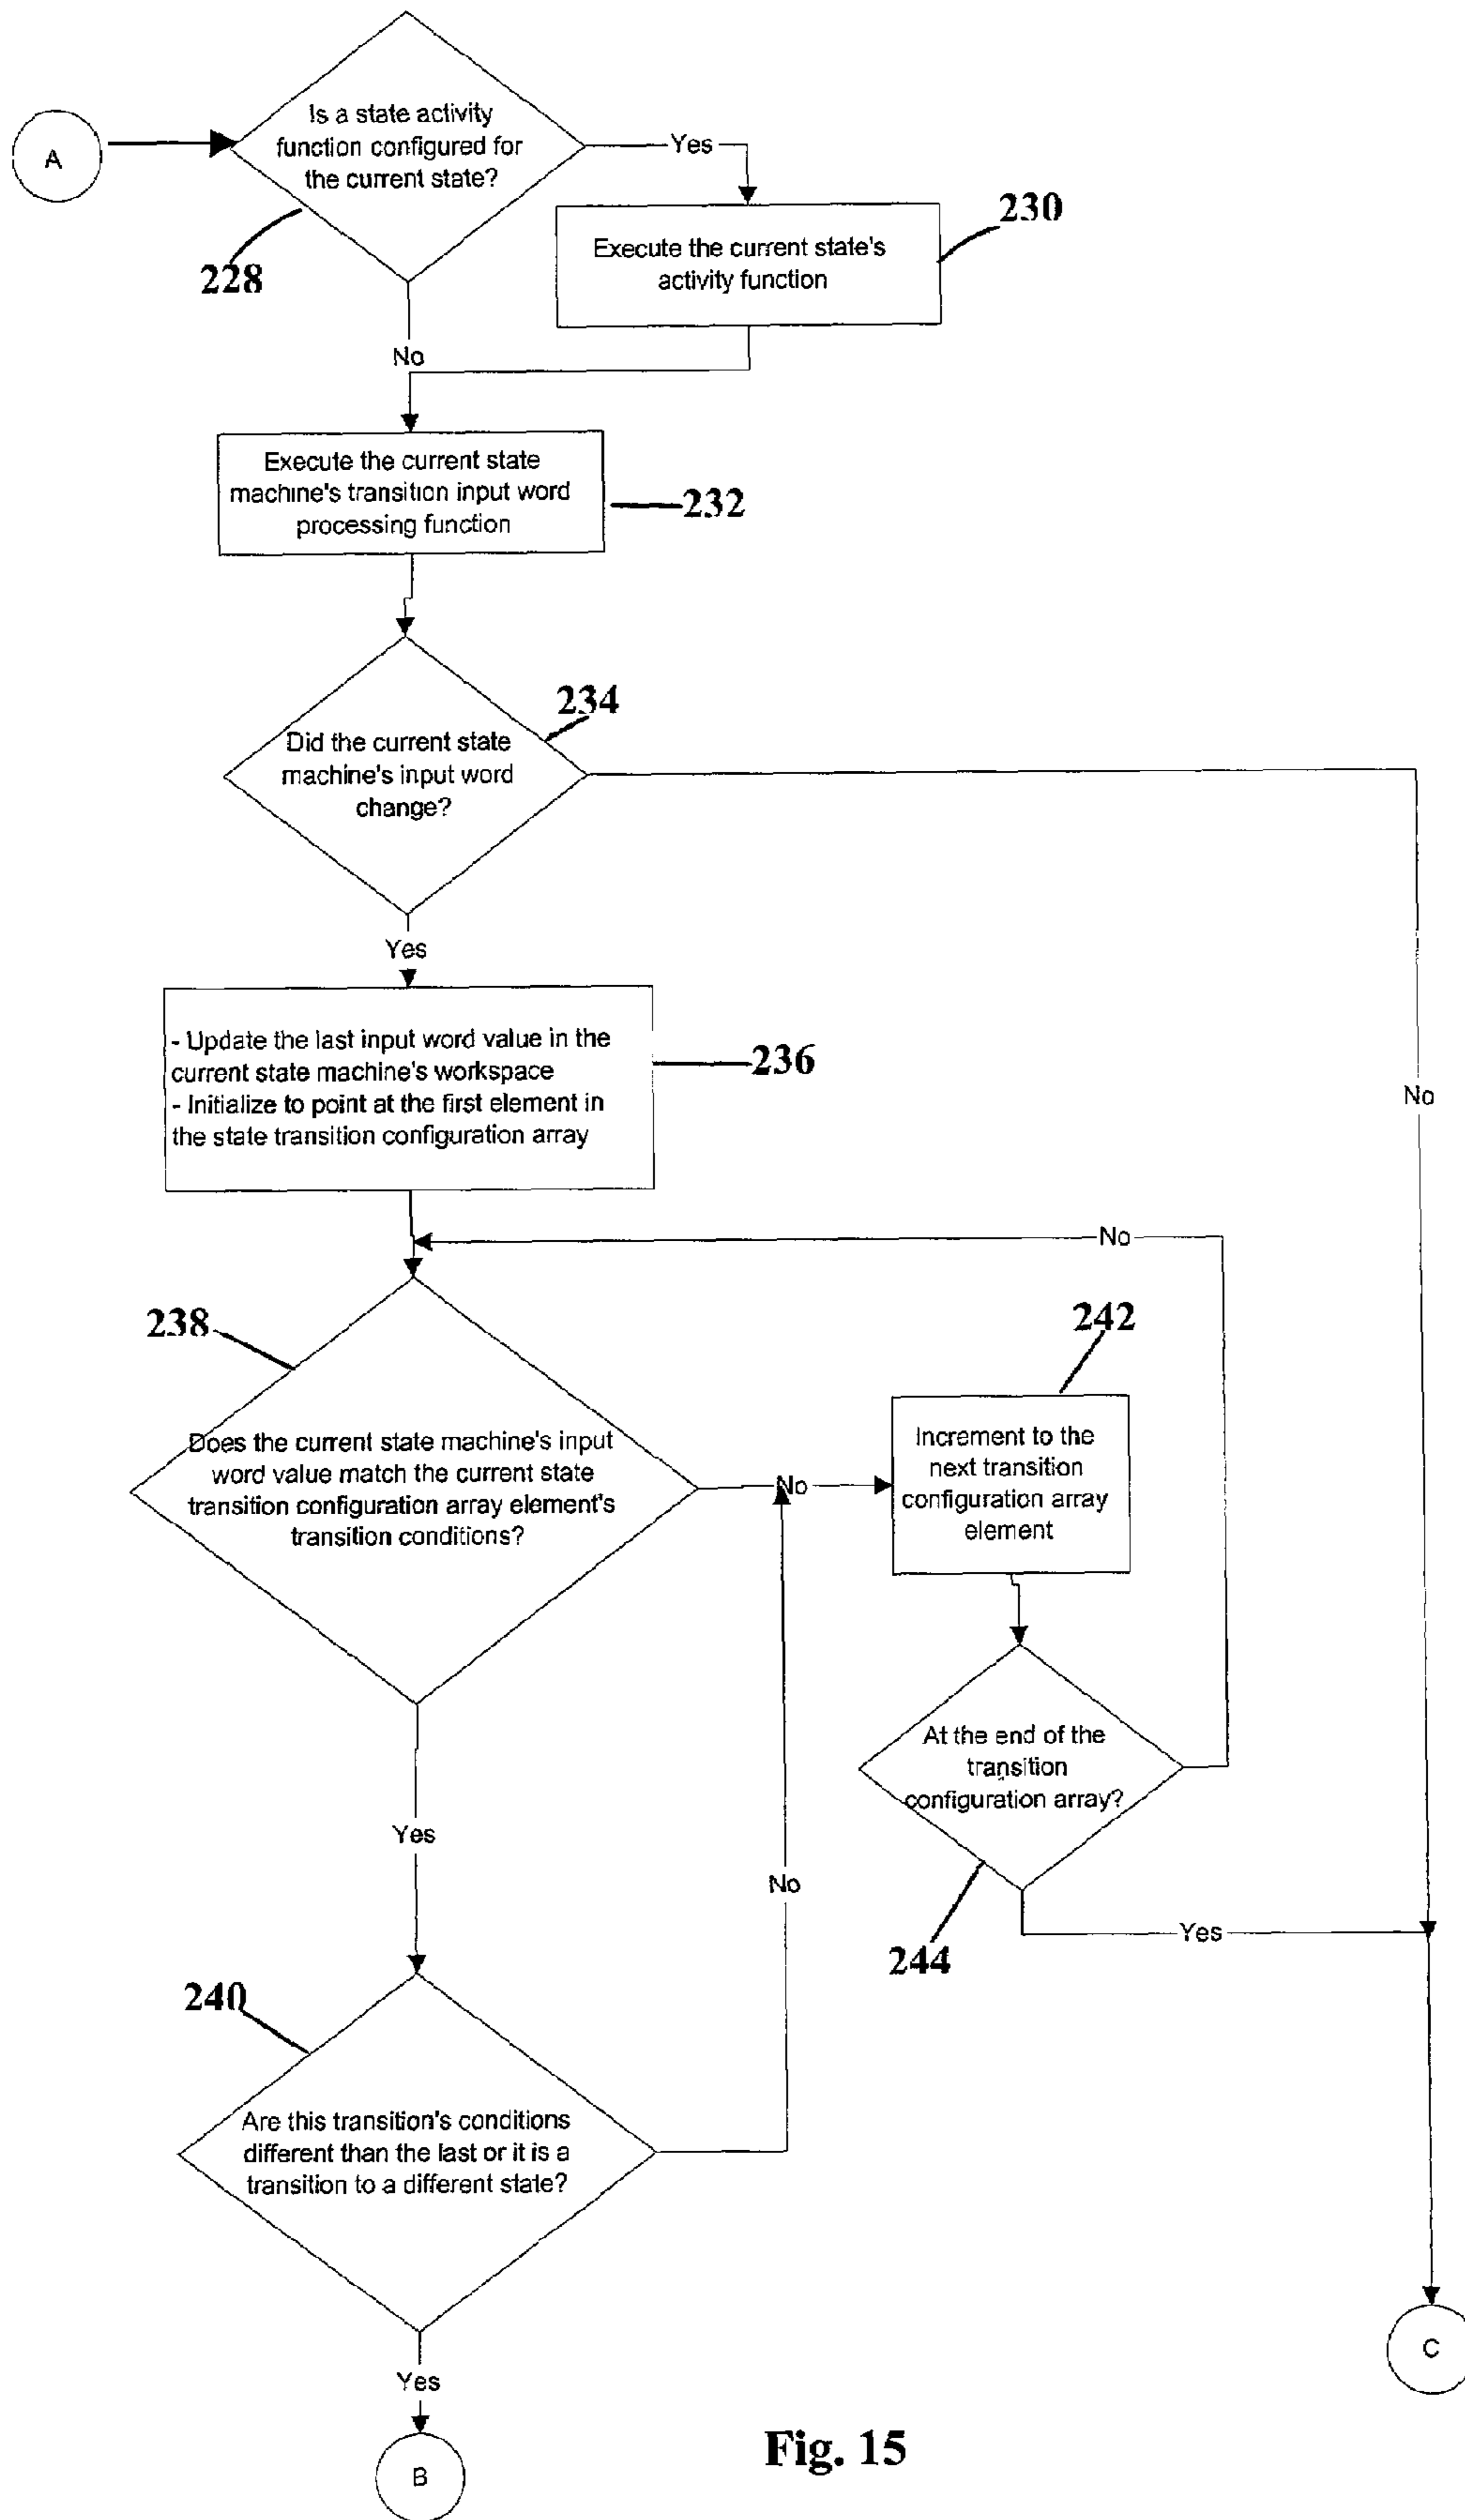 Is a state activity
function configured for
the current state?
A
Yes
230
Execute the current state's
activity function
228
No
Execute the current state
machine's transition input word
processing function
232
234
Did the current state
machine's input word
change?
Yes
- Update the last input word value in the
current state machine's workspace
- Initialize to point at the first element in
the state transition configuration array
236
No
No
238
242
Does the current state machine's input
word value match the current state
transition configuration array element's
transition conditions?
No
Increment to the
next transition
configuration array
element
At the end of the
transition
configuration array?
Yes
No
Yes
244
240
Are this transition's conditions
different than the last or it is a
transition to a different state?
C
Yes
Fig. 15
B